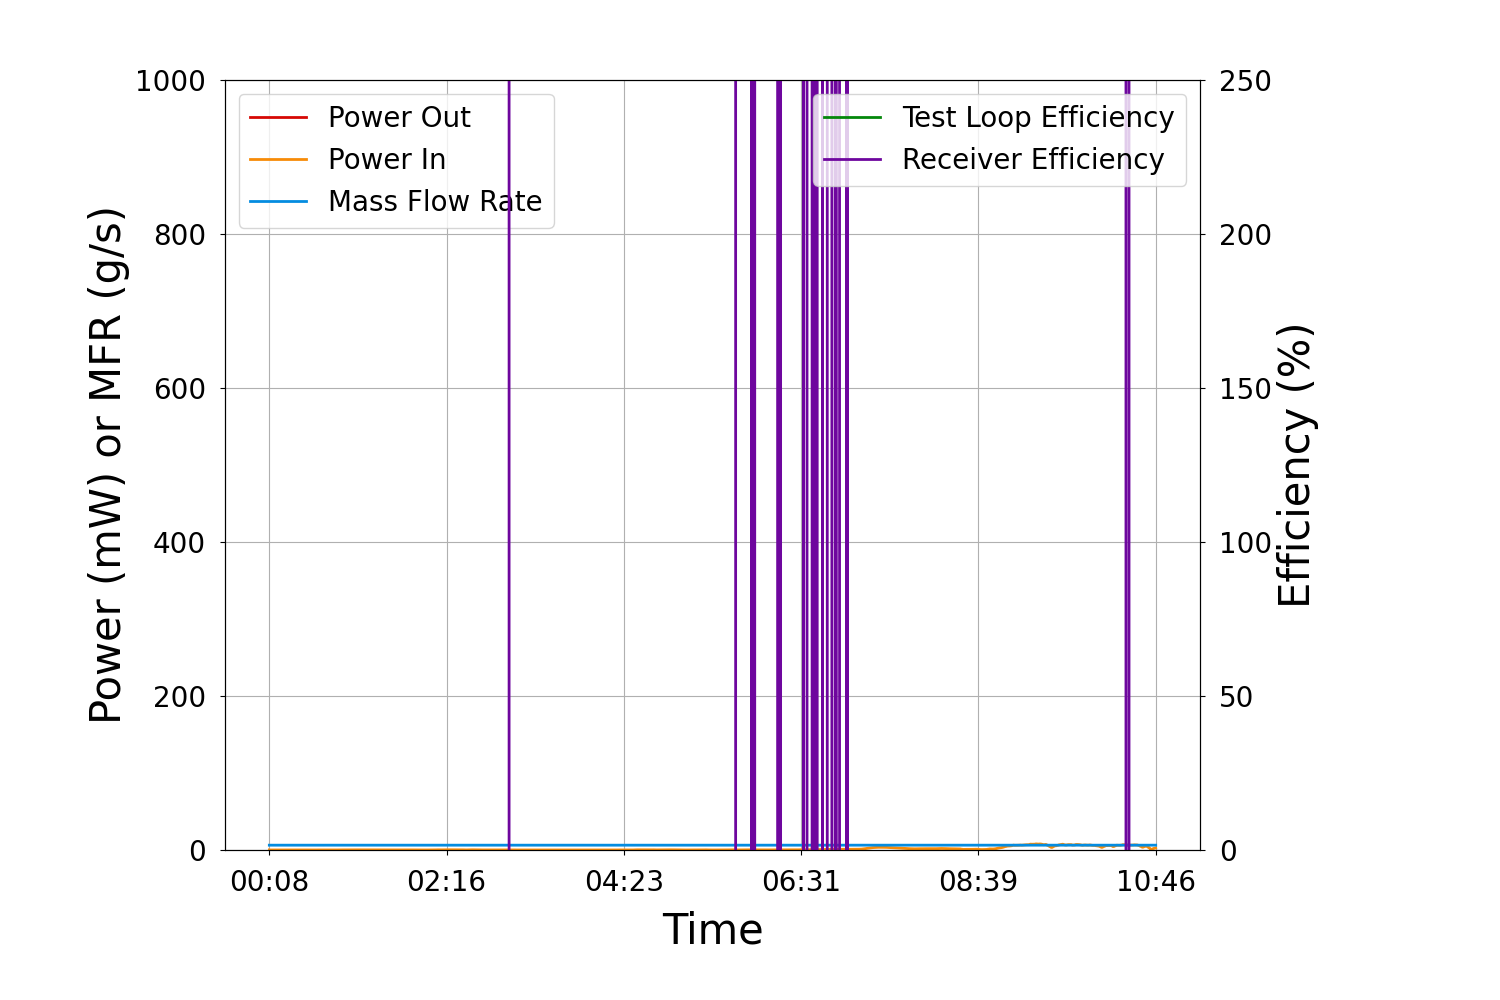 1000
800
600
400
200
0
Power (mW) or MFR (g/s)
Power Out
Power In
Mass Flow Rate
Test Loop Efficiency
Receiver Efficiency
250
200
150
100
50
0
Efficiency (%)
00:08 02:16 04:23 06:31 08:39 10:46
Time